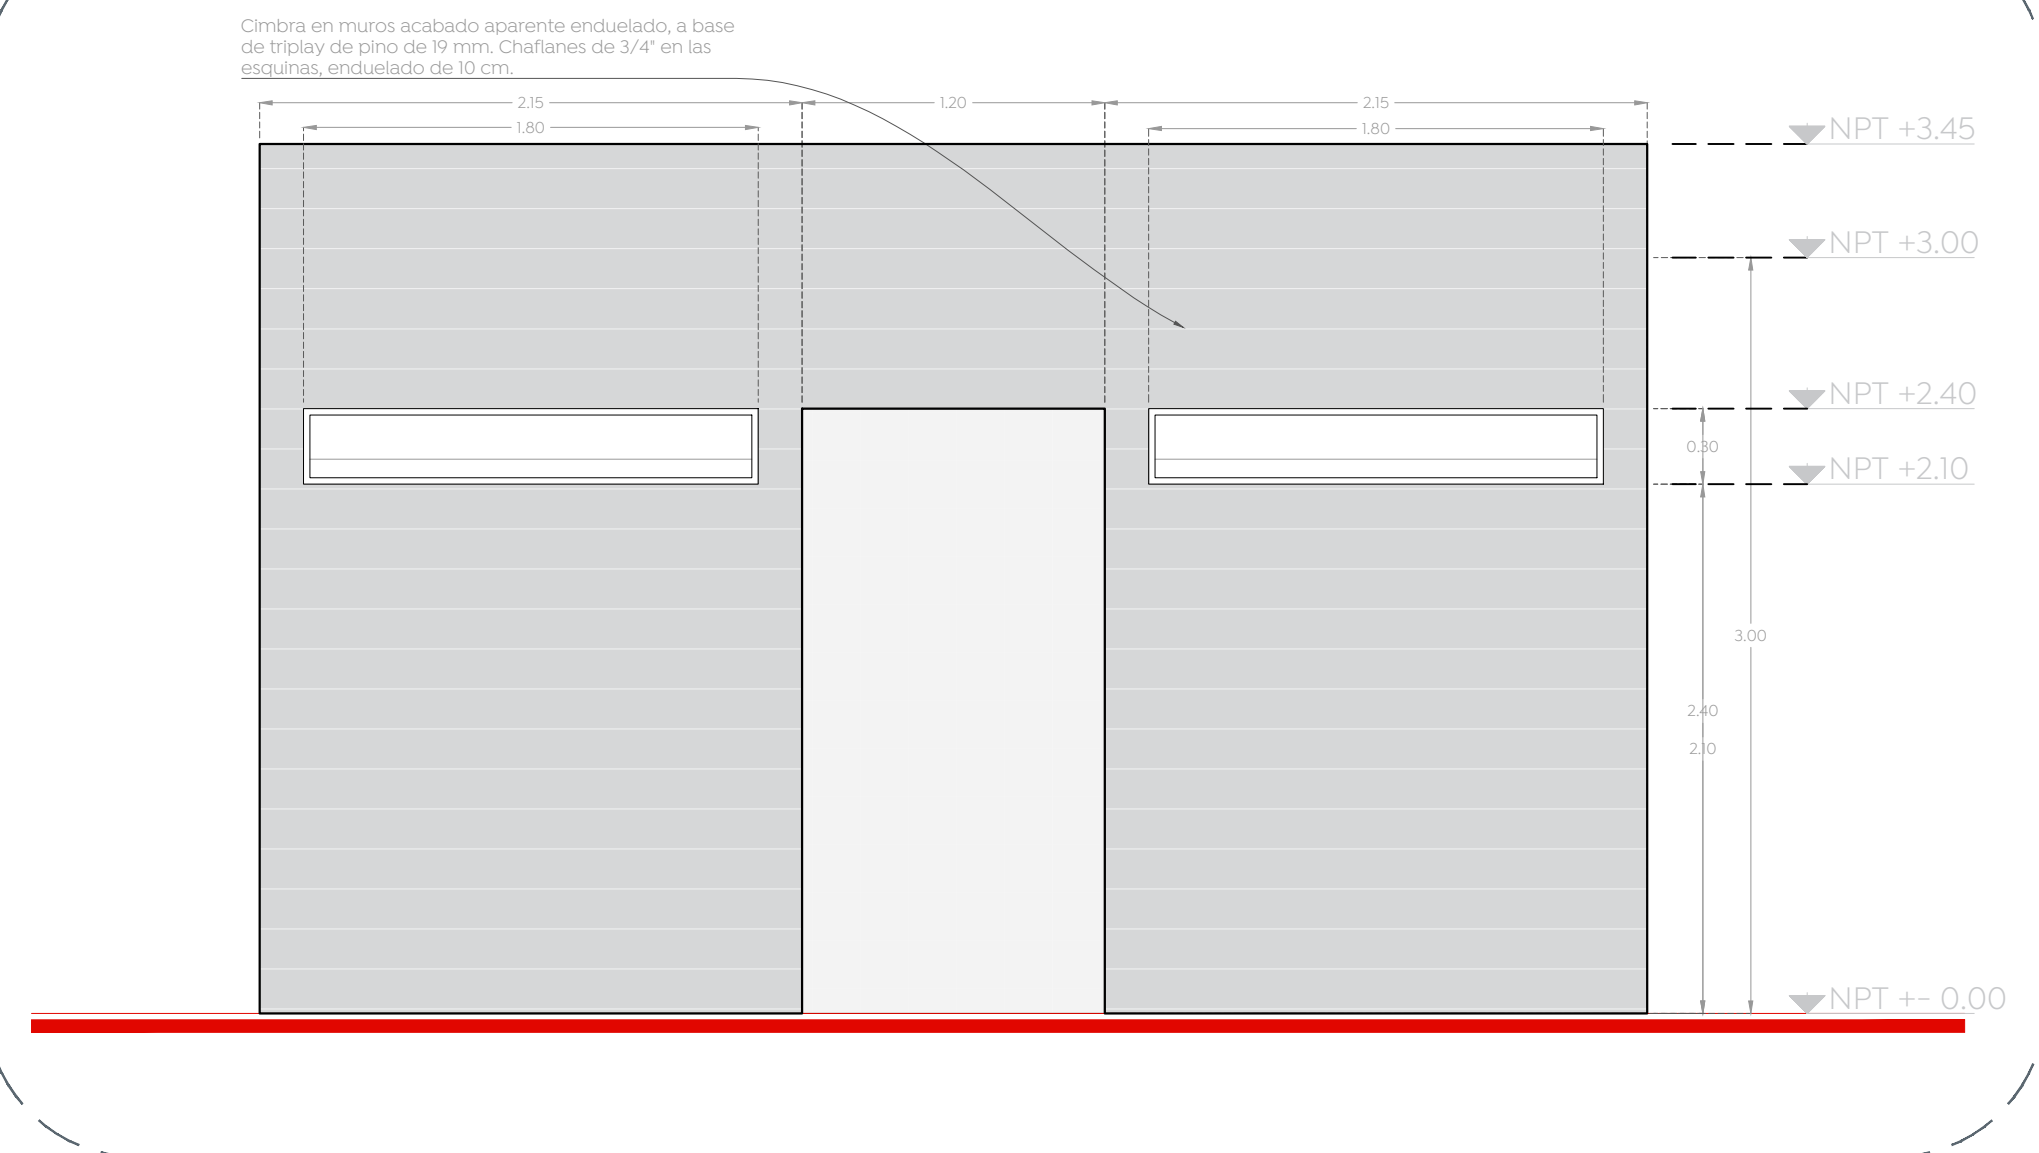 Cimbra en muros acabado aparente enduelado, a base
de triplay de pino de 19 mm. Chaflanes de 3/4" en las
esquinas, enduelado de 10 cm.
2.15
1.20
2.15
1.80
1.80
NPT +3.45
NPT +3.00
NPT +2.40
0.30
NPT +2.10
3.00
2.40
2.10
NPT +- 0.00